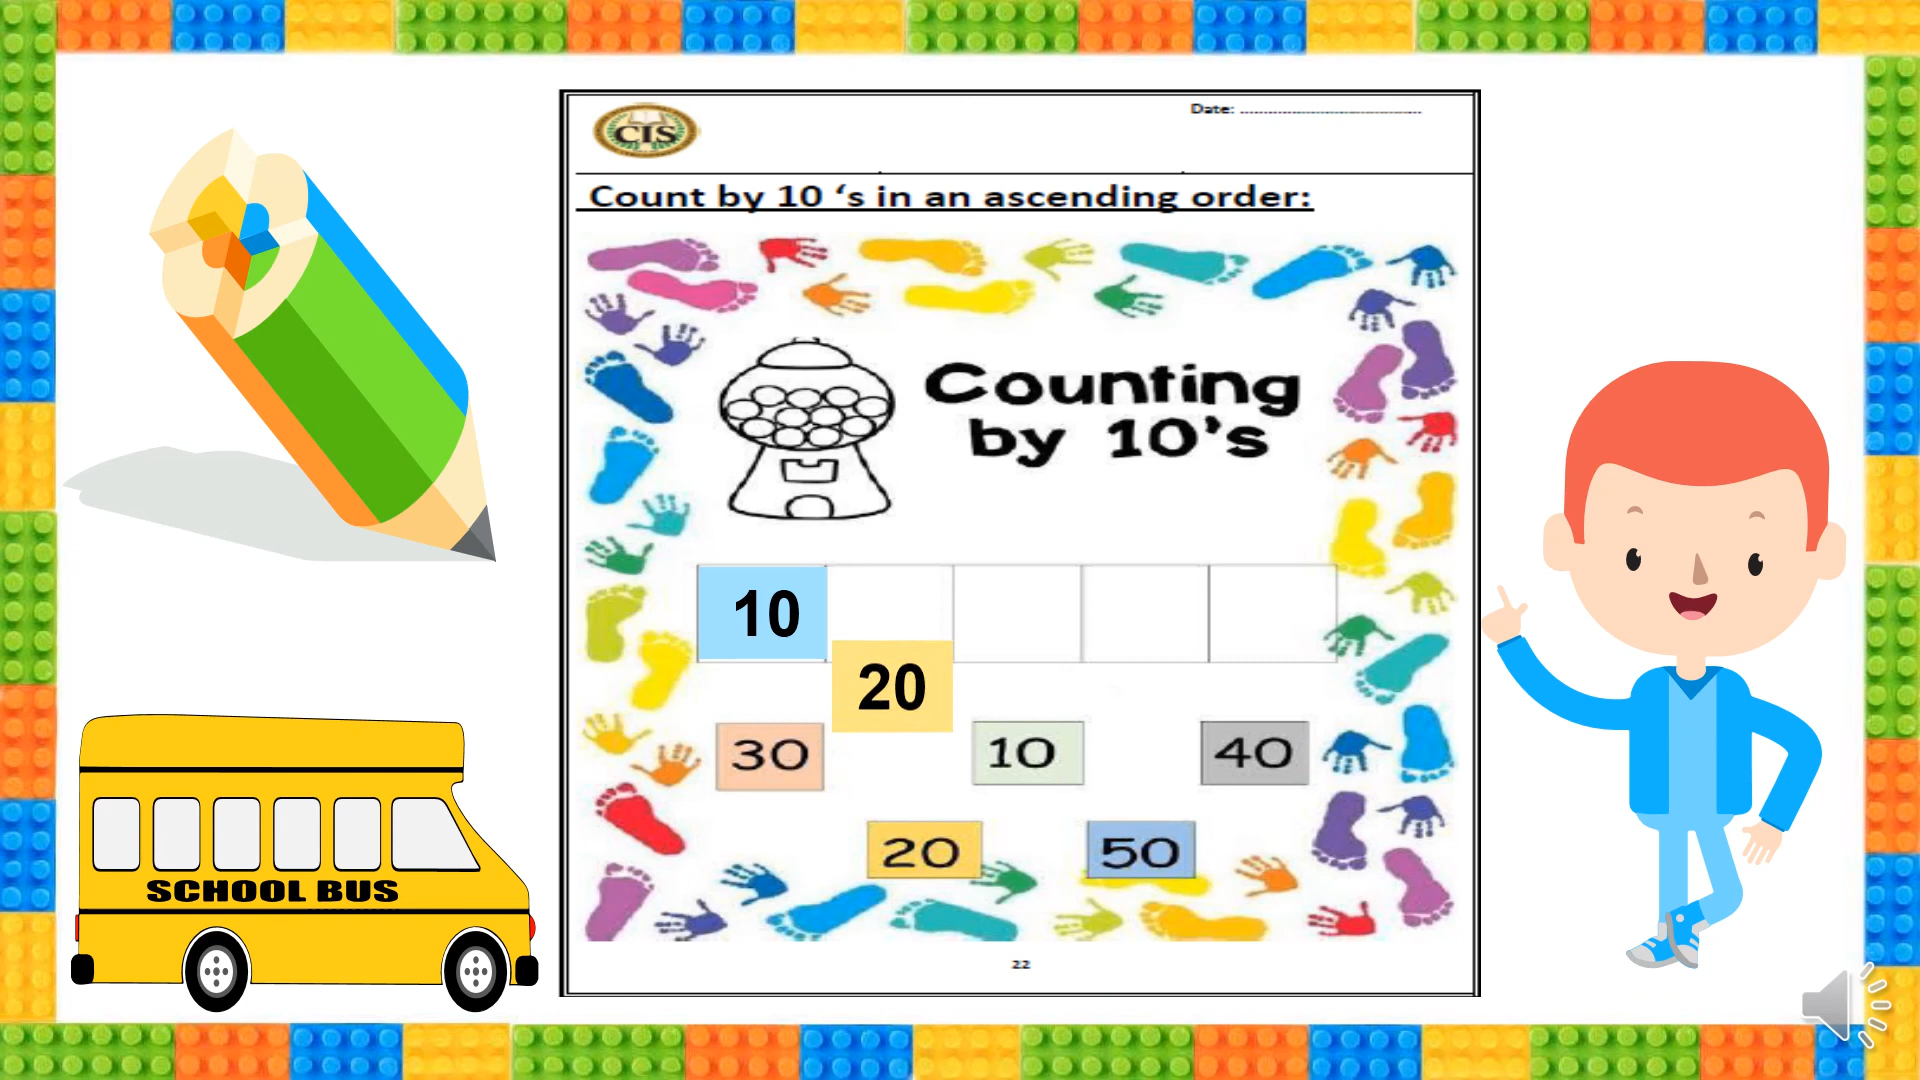 CIS
Date: ........................................
Count by 10 ‘s in an ascending order:
Counting
by 10's
10
20
30
10
40
20
50
22
SCHOOL BUS